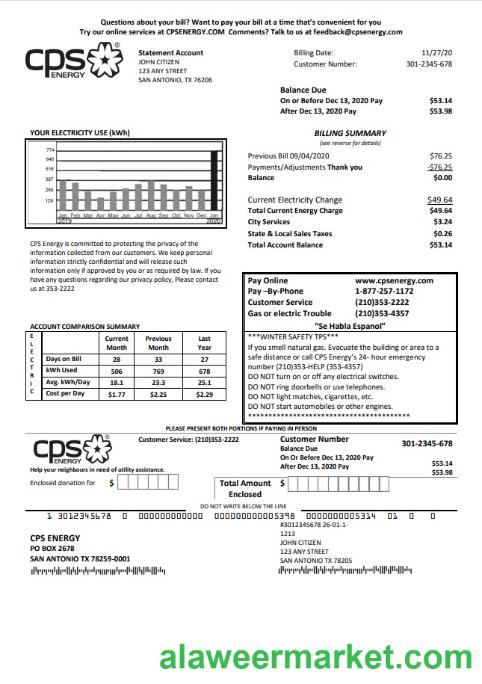 Questions about your bill? Want to pay your bill at a time that's convenient for you
Try our online services at CPSENERGY.COM Comments? Talk to us at feedback@cpsenergy.com
cps
ENERGY
Statement Account
JOHN CITIZEN
123 ANY STREET
SAN ANTONIO, TX 76206
Billing Date: 11/27/20
Customer Number: 301-2345-678
Balance Due
On or Before Dec 13, 2020 Pay $53.14
After Dec 13, 2020 Pay $53.98
YOUR ELECTRICITY USE (kWh)
774
645
516
387
258
129
Jan Feb Mar Apr May Jun Jul Aug Sep Oct Nov Dec Jan
2019 2020
BILLING SUMMARY
(see reverse for details)
Previous Bill 09/04/2020 $76.25
Payments/Adjustments Thank you -$76.25
Balance $0.00
Current Electricity Change $49.64
Total Current Energy Charge $49.64
City Services $3.24
State & Local Sales Taxes $0.26
Total Account Balance $53.14
CPS Energy is committed to protecting the privacy of the
information collected from our customers. We keep personal
information strictly confidential and will release such
information only if approved by you or as required by law. If you
have any questions regarding our privacy policy, Please contact
us at 353-2222
Pay Online www.cpsenergy.com
Pay –By-Phone 1-877-257-1172
Customer Service (210)353-2222
Gas or electric Trouble (210)353-4357
"Se Habla Espanol"
***WINTER SAFETY TPS***
If you smell natural gas. Evacuate the building or area to a
safe distance or call CPS Energy's 24- hour emergency
number (210)353-HELP (353-4357)
DO NOT turn on or off any electrical switches.
DO NOT ring doorbells or use telephones.
DO NOT light matches, cigarettes, etc.
DO NOT start automobiles or other engines.
****************************************
ACCOUNT COMPARISON SUMMARY
ELECTRIC
Current Month Previous Month Last Year
Days on Bill 28 33 27
kWh Used 506 769 678
Avg. kWh/Day 18.1 23.3 25.1
Cost per Day $1.77 $2.25 $2.29
PLEASE PRESENT BOTH PORTIONS IF PAYING IN PERSON
cps
ENERGY
Customer Service: (210)353-2222
Customer Number 301-2345-678
Balance Due
On Or Before Dec 13, 2020 Pay $53.14
After Dec 13, 2020 Pay $53.98
Help your neighbours in need of utility assistance.
Enclosed donation for $
Total Amount $
Enclosed
DO NOT WRITE BELOW THE LINE
1 3012345678 0 000000000000 0000000000005398 0000000000005314 01 0 0
#3012345678 26-01-1-
1213
JOHN CITIZEN
123 ANY STREET
SAN ANTONIO TX 78205
CPS ENERGY
PO BOX 2678
SAN ANTONIO TX 78259-0001
alaweermarket.com